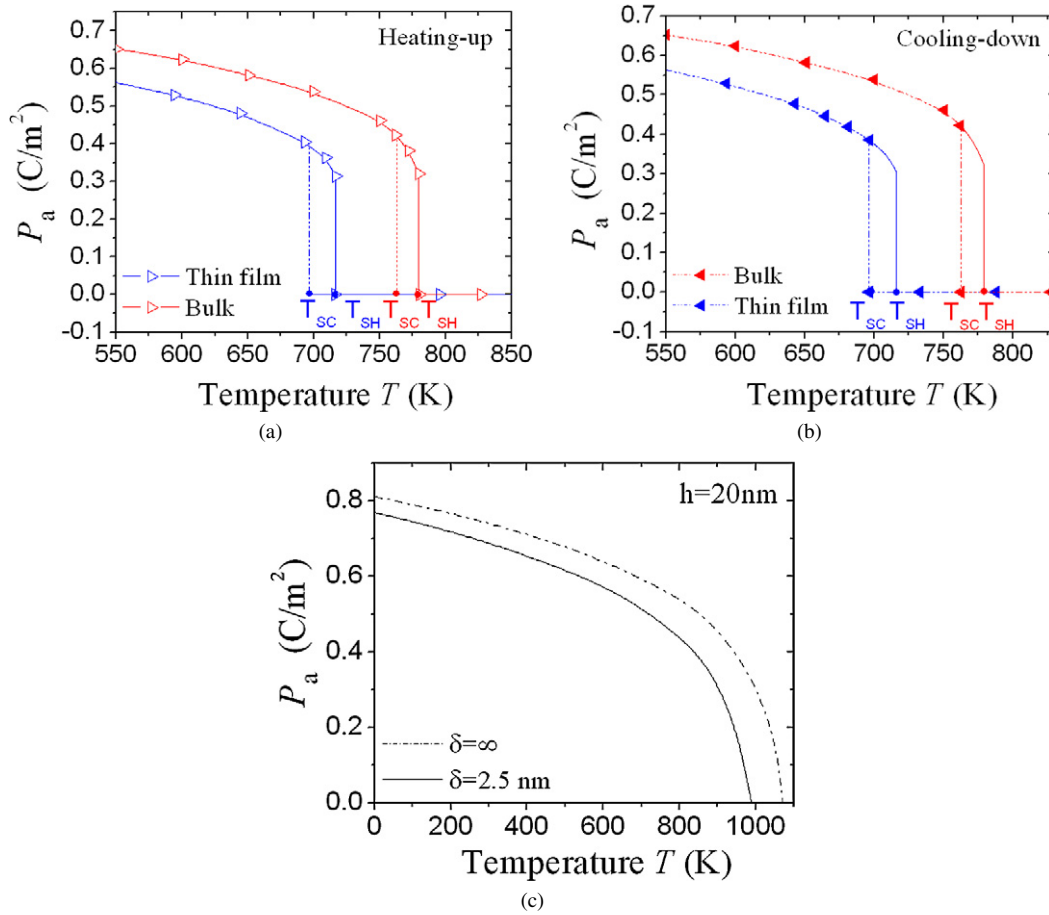 Heating-up
0.7
0.6
0.5
0.4
0.3
0.2
0.1
0.0
-0.1
P_a (C/m²)
Thin film
Bulk
T_SC T_SH T_SC T_SH
550 600 650 700 750 800 850
Temperature T (K)
(a)
Cooling-down
0.7
0.6
0.5
0.4
0.3
0.2
0.1
0.0
-0.1
P_a (C/m²)
Bulk
Thin film
T_SC T_SH T_SC T_SH
550 600 650 700 750 800
Temperature T (K)
(b)
h=20nm
0.8
0.6
0.4
0.2
0.0
P_a (C/m²)
δ=∞
δ=2.5 nm
0 200 400 600 800 1000
Temperature T (K)
(c)